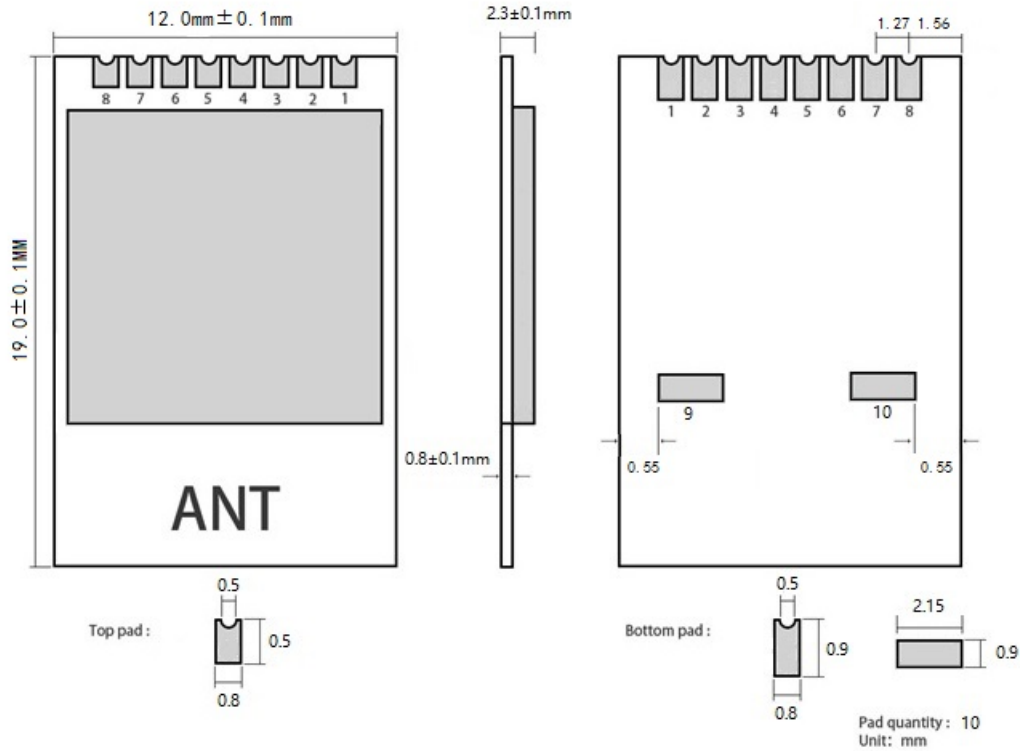 12.0mm±0.1mm
2.3±0.1mm
1.27 1.56
8 7 6 5 4 3 2 1
1 2 3 4 5 6 7 8
19.0±0.1MM
9
10
0.8±0.1mm
0.55
0.55
ANT
Top pad :
0.5
0.5
0.8
Bottom pad :
0.5
0.9
0.8
2.15
0.9
Pad quantity : 10
Unit: mm